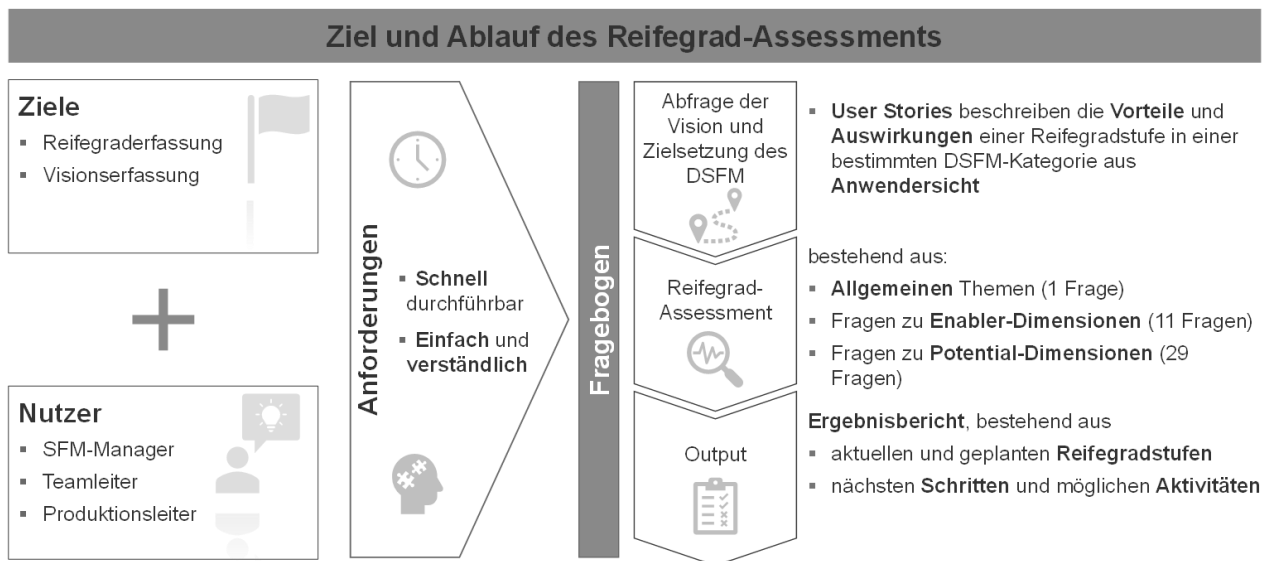 Ziel und Ablauf des Reifegrad-Assessments
Ziele
▪ Reifegraderfassung
▪ Visionserfassung
Nutzer
▪ SFM-Manager
▪ Teamleiter
▪ Produktionsleiter
Anforderungen
▪ Schnell
durchführbar
▪ Einfach und
verständlich
Fragebogen
Abfrage der
Vision und
Zielsetzung des
DSFM
▪ User Stories beschreiben die Vorteile und
Auswirkungen einer Reifegradstufe in einer
bestimmten DSFM-Kategorie aus
Anwendersicht
Reifegrad-
Assessment
bestehend aus:
▪ Allgemeinen Themen (1 Frage)
▪ Fragen zu Enabler-Dimensionen (11 Fragen)
▪ Fragen zu Potential-Dimensionen (29
Fragen)
Output
Ergebnisbericht, bestehend aus
▪ aktuellen und geplanten Reifegradstufen
▪ nächsten Schritten und möglichen Aktivitäten